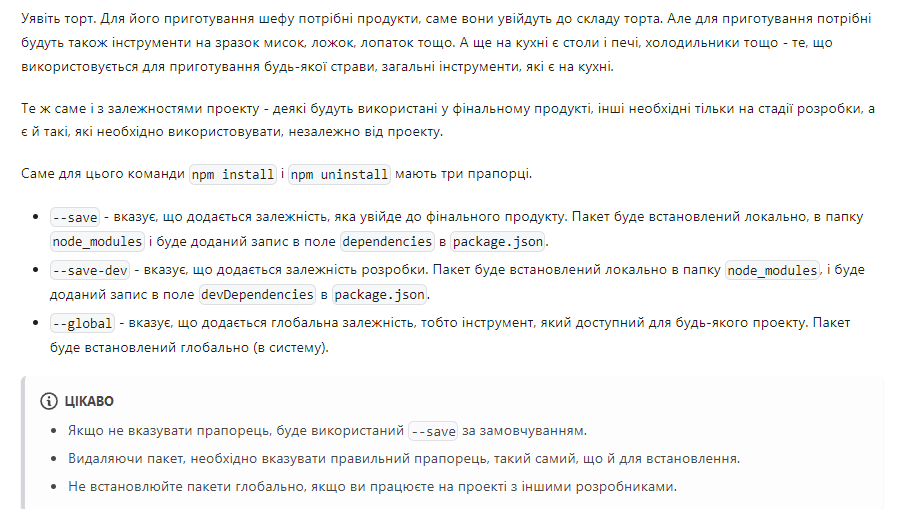 Уявіть торт. Для його приготування шефу потрібні продукти, саме вони увійдуть до складу торта. Але для приготування потрібні
будуть також інструменти на зразок мисок, ложок, лопаток тощо. А ще на кухні є столи і печі, холодильники тощо - те, що
використовується для приготування будь-якої страви, загальні інструменти, які є на кухні.
Те ж саме і з залежностями проекту - деякі будуть використані у фінальному продукті, інші необхідні тільки на стадії розробки, а
є й такі, які необхідно використовувати, незалежно від проекту.
Саме для цього команди npm install і npm uninstall мають три прапорці.
• --save - вказує, що додається залежність, яка увійде до фінального продукту. Пакет буде встановлений локально, в папку
node_modules і буде доданий запис в поле dependencies в package.json.
• --save-dev - вказує, що додається залежність розробки. Пакет буде встановлений локально в папку node_modules, і буде
доданий запис в поле devDependencies в package.json.
• --global - вказує, що додається глобальна залежність, тобто інструмент, який доступний для будь-якого проекту. Пакет
буде встановлений глобально (в систему).
ЦІКАВО
• Якщо не вказувати прапорець, буде використаний --save за замовчуванням.
• Видаляючи пакет, необхідно вказувати правильний прапорець, такий самий, що й для встановлення.
• Не встановлюйте пакети глобально, якщо ви працюєте на проекті з іншими розробниками.